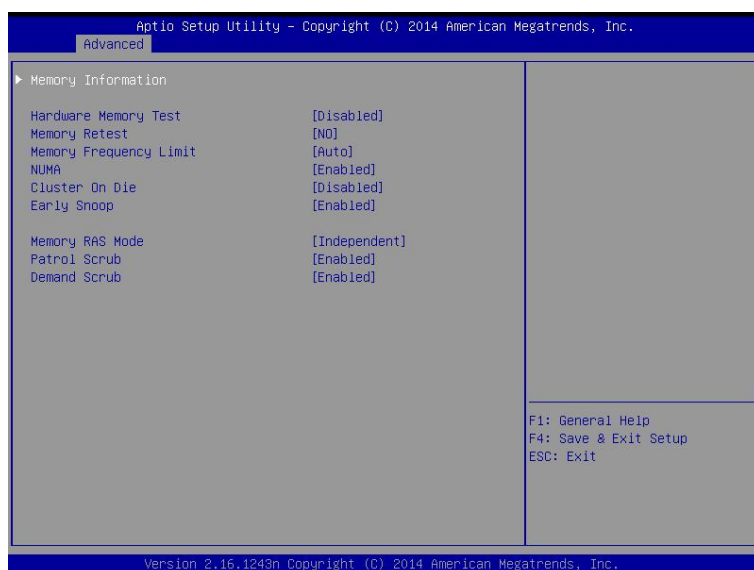 Aptio Setup Utility – Copyright (C) 2014 American Megatrends, Inc.
Advanced
Memory Information
Hardware Memory Test [Disabled]
Memory Retest [NO]
Memory Frequency Limit [Auto]
NUMA [Enabled]
Cluster On Die [Disabled]
Early Snoop [Enabled]
Memory RAS Mode [Independent]
Patrol Scrub [Enabled]
Demand Scrub [Enabled]
F1: General Help
F4: Save & Exit Setup
ESC: Exit
Version 2.16.1243n Copyright (C) 2014 American Megatrends, Inc.